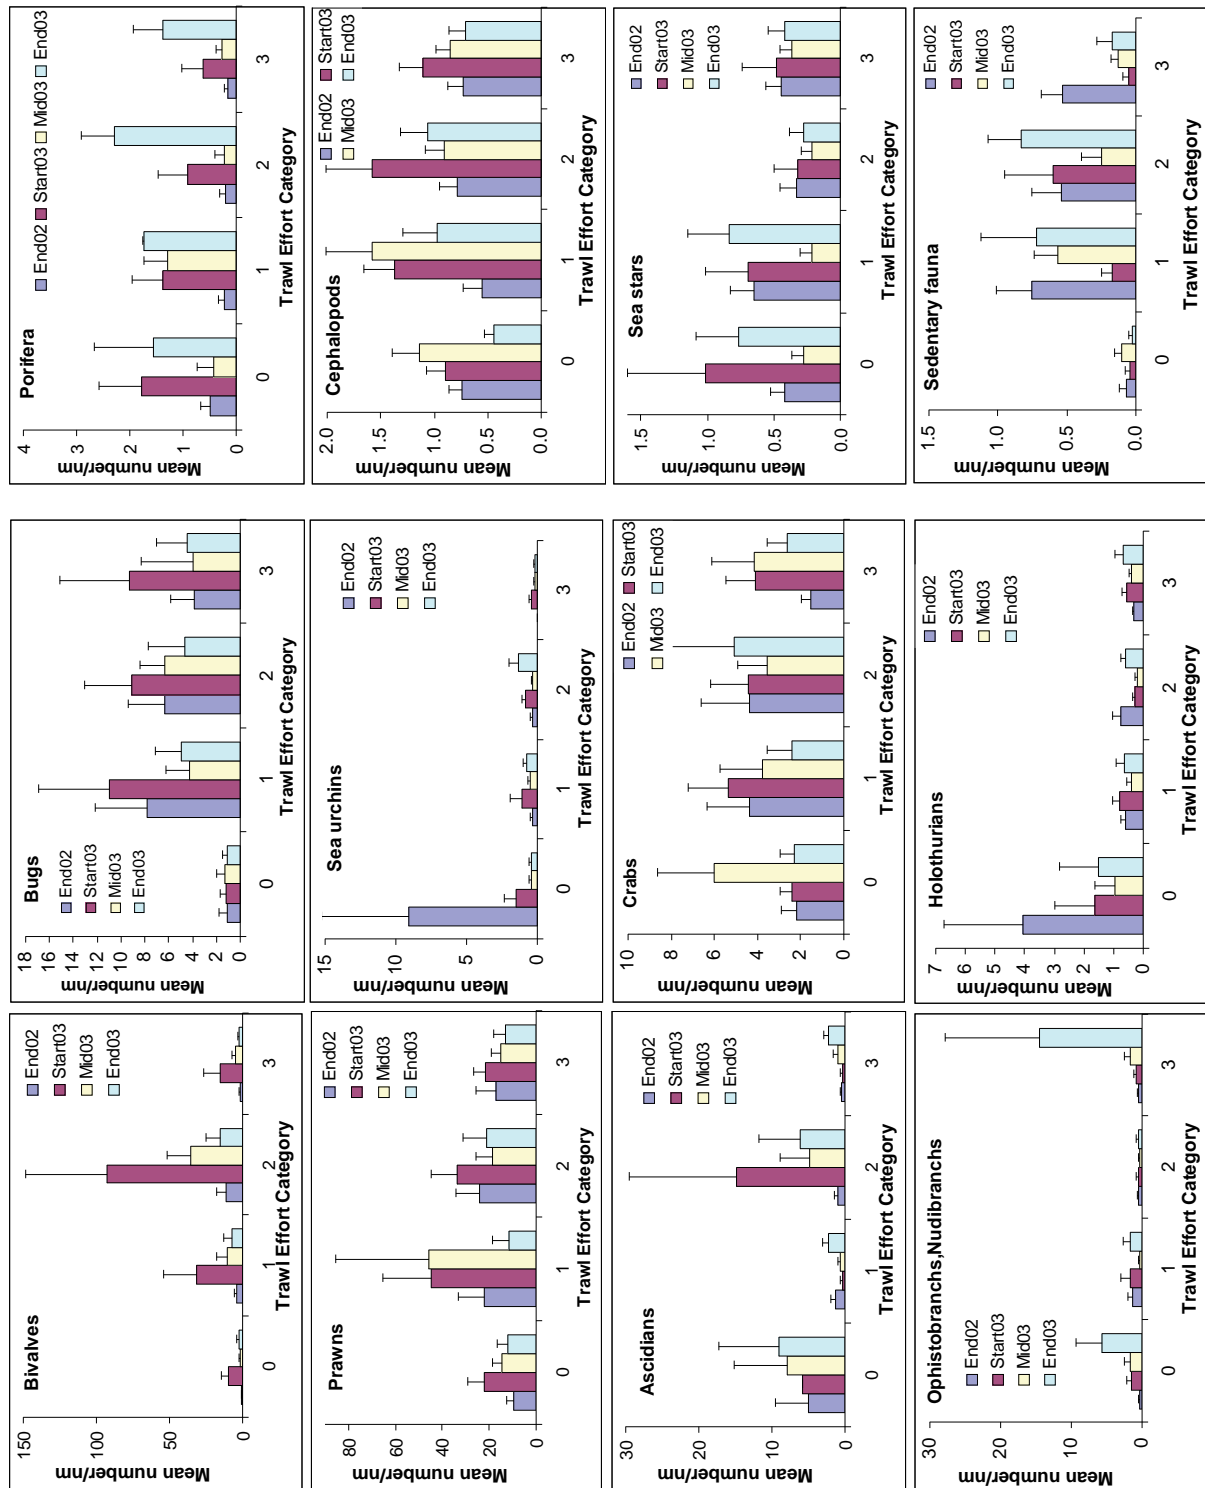 Bivalves
End02
Start03
Mid03
End03
150
100
50
0
Mean number/nm
0
1
2
3
Trawl Effort Category
Bugs
End02
Start03
Mid03
End03
18
16
14
12
10
8
6
4
2
0
Mean number/nm
0
1
2
3
Trawl Effort Category
Porifera
End02
Start03
Mid03
End03
4
3
2
1
0
Mean number/nm
0
1
2
3
Trawl Effort Category
Prawns
End02
Start03
Mid03
End03
80
60
40
20
0
Mean number/nm
0
1
2
3
Trawl Effort Category
Sea urchins
End02
Start03
Mid03
End03
15
10
5
0
Mean number/nm
0
1
2
3
Trawl Effort Category
Cephalopods
End02
Start03
Mid03
End03
2.0
1.5
1.0
0.5
0.0
Mean number/nm
0
1
2
3
Trawl Effort Category
Ascidians
End02
Start03
Mid03
End03
30
20
10
0
Mean number/nm
0
1
2
3
Trawl Effort Category
Crabs
End02
Start03
Mid03
End03
10
8
6
4
2
0
Mean number/nm
0
1
2
3
Trawl Effort Category
Sea stars
End02
Start03
Mid03
End03
1.5
1.0
0.5
0.0
Mean number/nm
0
1
2
3
Trawl Effort Category
Ophistobranchs,Nudibranchs
End02
Start03
Mid03
End03
30
20
10
0
Mean number/nm
0
1
2
3
Trawl Effort Category
Holothurians
End02
Start03
Mid03
End03
7
6
5
4
3
2
1
0
Mean number/nm
0
1
2
3
Trawl Effort Category
Sedentary fauna
End02
Start03
Mid03
End03
1.5
1.0
0.5
0.0
Mean number/nm
0
1
2
3
Trawl Effort Category